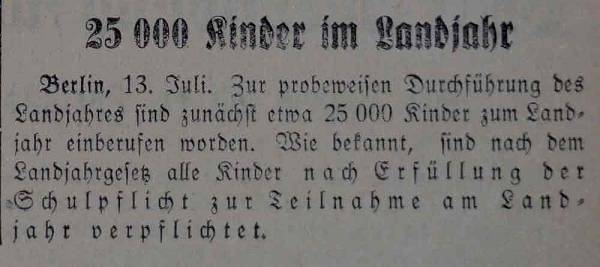 25 000 Kinder im Landjahr
Berlin, 13. Juli. Zur probeweisen Durchführung des
Landjahres sind zunächst etwa 25 000 Kinder zum Land-
jahr einberufen worden. Wie bekannt, sind nach dem
Landjahrgesetz alle Kinder nach Erfüllung der
Schulpflicht zur Teilnahme am Land-
jahr verpflichtet.